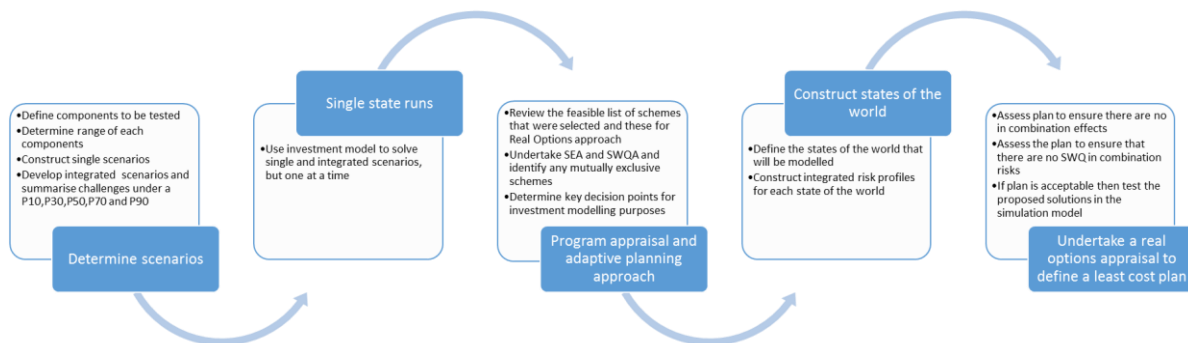 •Define components to be tested
•Determine range of each
components
•Construct single scenarios
•Develop integrated scenarios and
summarise challenges under a
P10,P30,P50,P70 and P90
Determine scenarios
Single state runs
•Use investment model to solve
single and integrated scenarios,
but one at a time
•Review the feasible list of schemes
that were selected and these for
Real Options approach
•Undertake SEA and SWQA and
identify any mutually exclusive
schemes
•Determine key decision points for
investment modelling purposes
Program appraisal and
adaptive planning
approach
Construct states of the
world
•Define the states of the world that
will be modelled
•Construct integrated risk profiles
for each state of the world
•Assess plan to ensure there are no
in combination effects
•Assess the plan to ensure that
there are no SWQ in combination
risks
•If plan is acceptable then test the
proposed solutions in the
simulation model
Undertake a real
options appraisal to
define a least cost plan